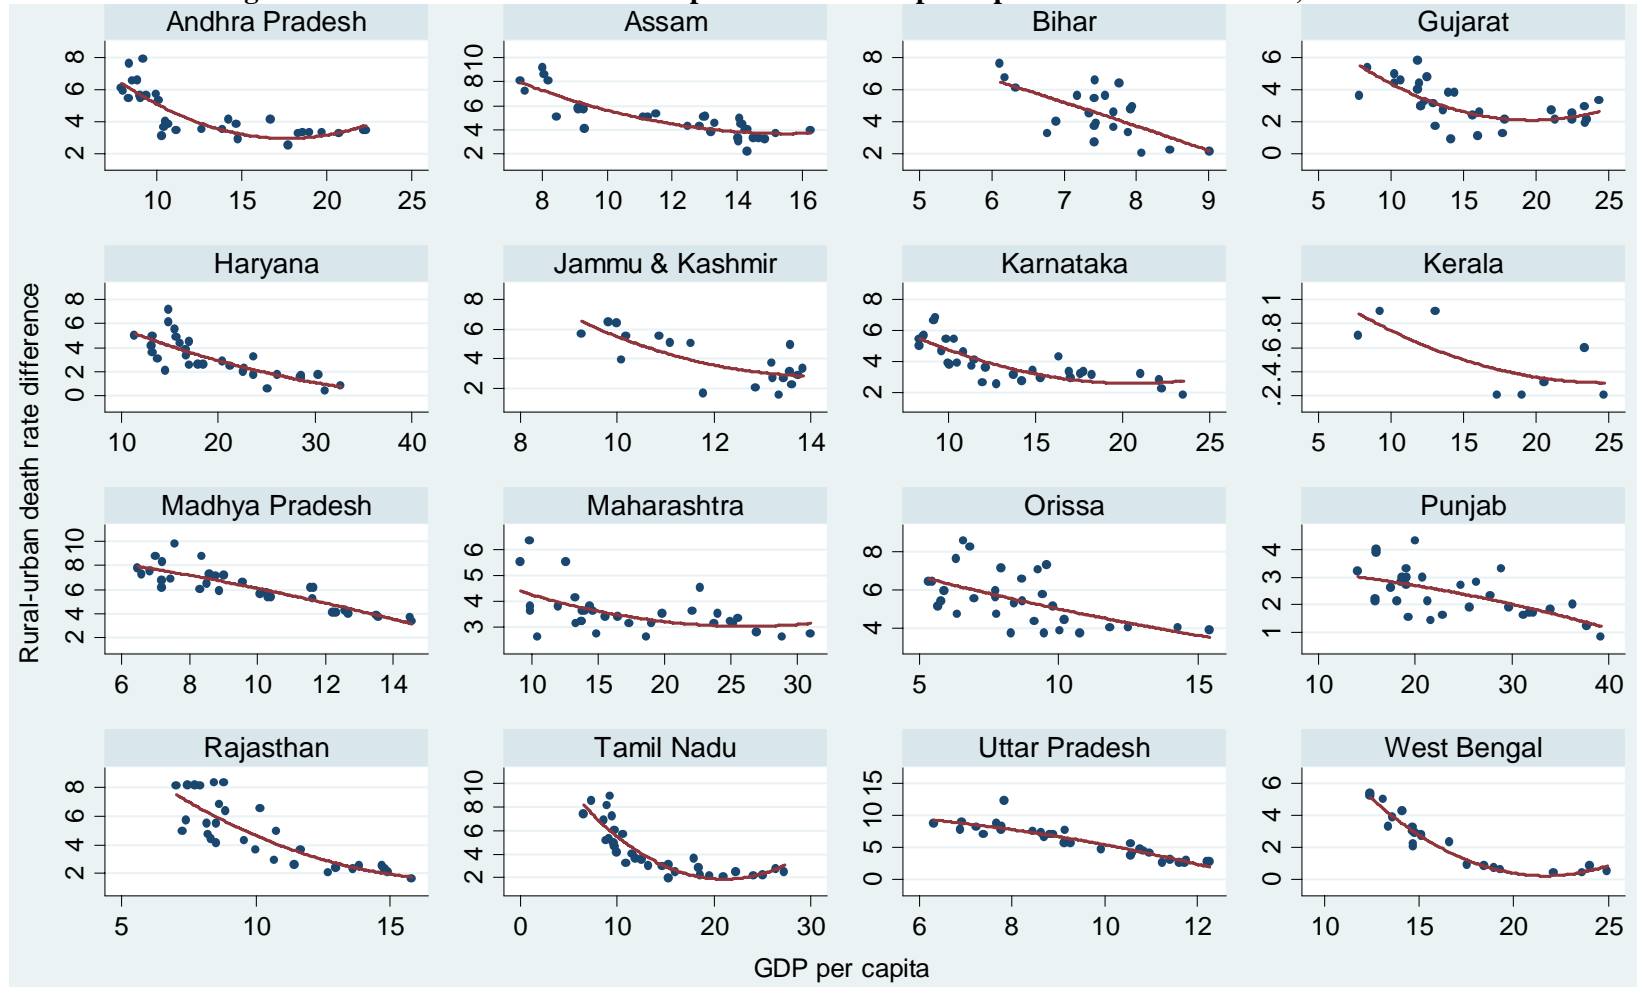 Andhra Pradesh
2 4 6 8
10 15 20 25
Assam
2 4 6 8 10
8 10 12 14 16
Bihar
2 4 6 8
5 6 7 8 9
Gujarat
0 2 4 6
5 10 15 20 25
Haryana
0 2 4 6 8
10 20 30 40
Jammu & Kashmir
2 4 6 8
8 10 12 14
Karnataka
2 4 6 8
10 15 20 25
Kerala
.2 .4 .6 .8 1
5 10 15 20 25
Madhya Pradesh
2 4 6 8 10
6 8 10 12 14
Maharashtra
3 4 5 6
10 15 20 25 30
Orissa
4 6 8
5 10 15
Punjab
1 2 3 4
10 20 30 40
Rajasthan
2 4 6 8
5 10 15
Tamil Nadu
2 4 6 8 10
0 10 20 30
Uttar Pradesh
0 5 10 15
6 8 10 12
West Bengal
0 2 4 6
10 15 20 25
Rural-urban death rate difference
GDP per capita